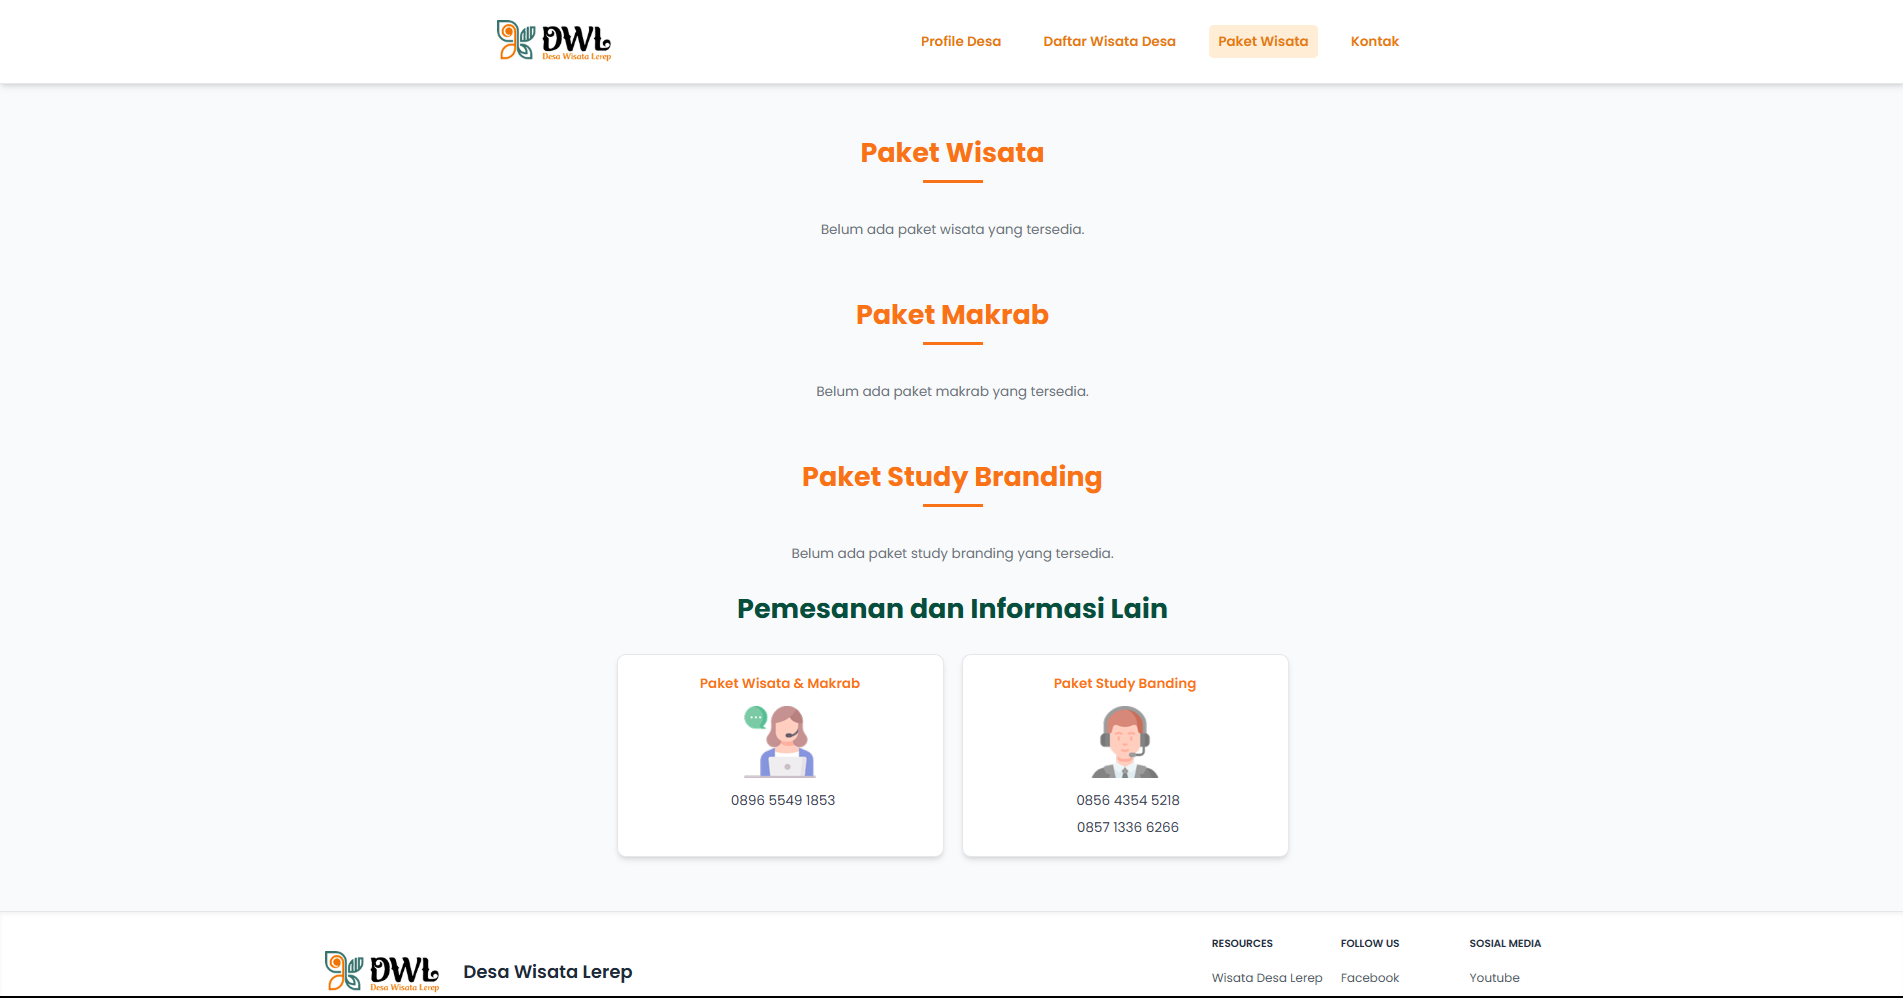 DWL
Desa Wisata Lerep
Profile Desa
Daftar Wisata Desa
Paket Wisata
Kontak
Paket Wisata
Belum ada paket wisata yang tersedia.
Paket Makrab
Belum ada paket makrab yang tersedia.
Paket Study Branding
Belum ada paket study branding yang tersedia.
Pemesanan dan Informasi Lain
Paket Wisata & Makrab
0896 5549 1853
Paket Study Banding
0856 4354 5218
0857 1336 6266
DWL
Desa Wisata Lerep
Desa Wisata Lerep
RESOURCES
Wisata Desa Lerep
FOLLOW US
Facebook
SOSIAL MEDIA
Youtube